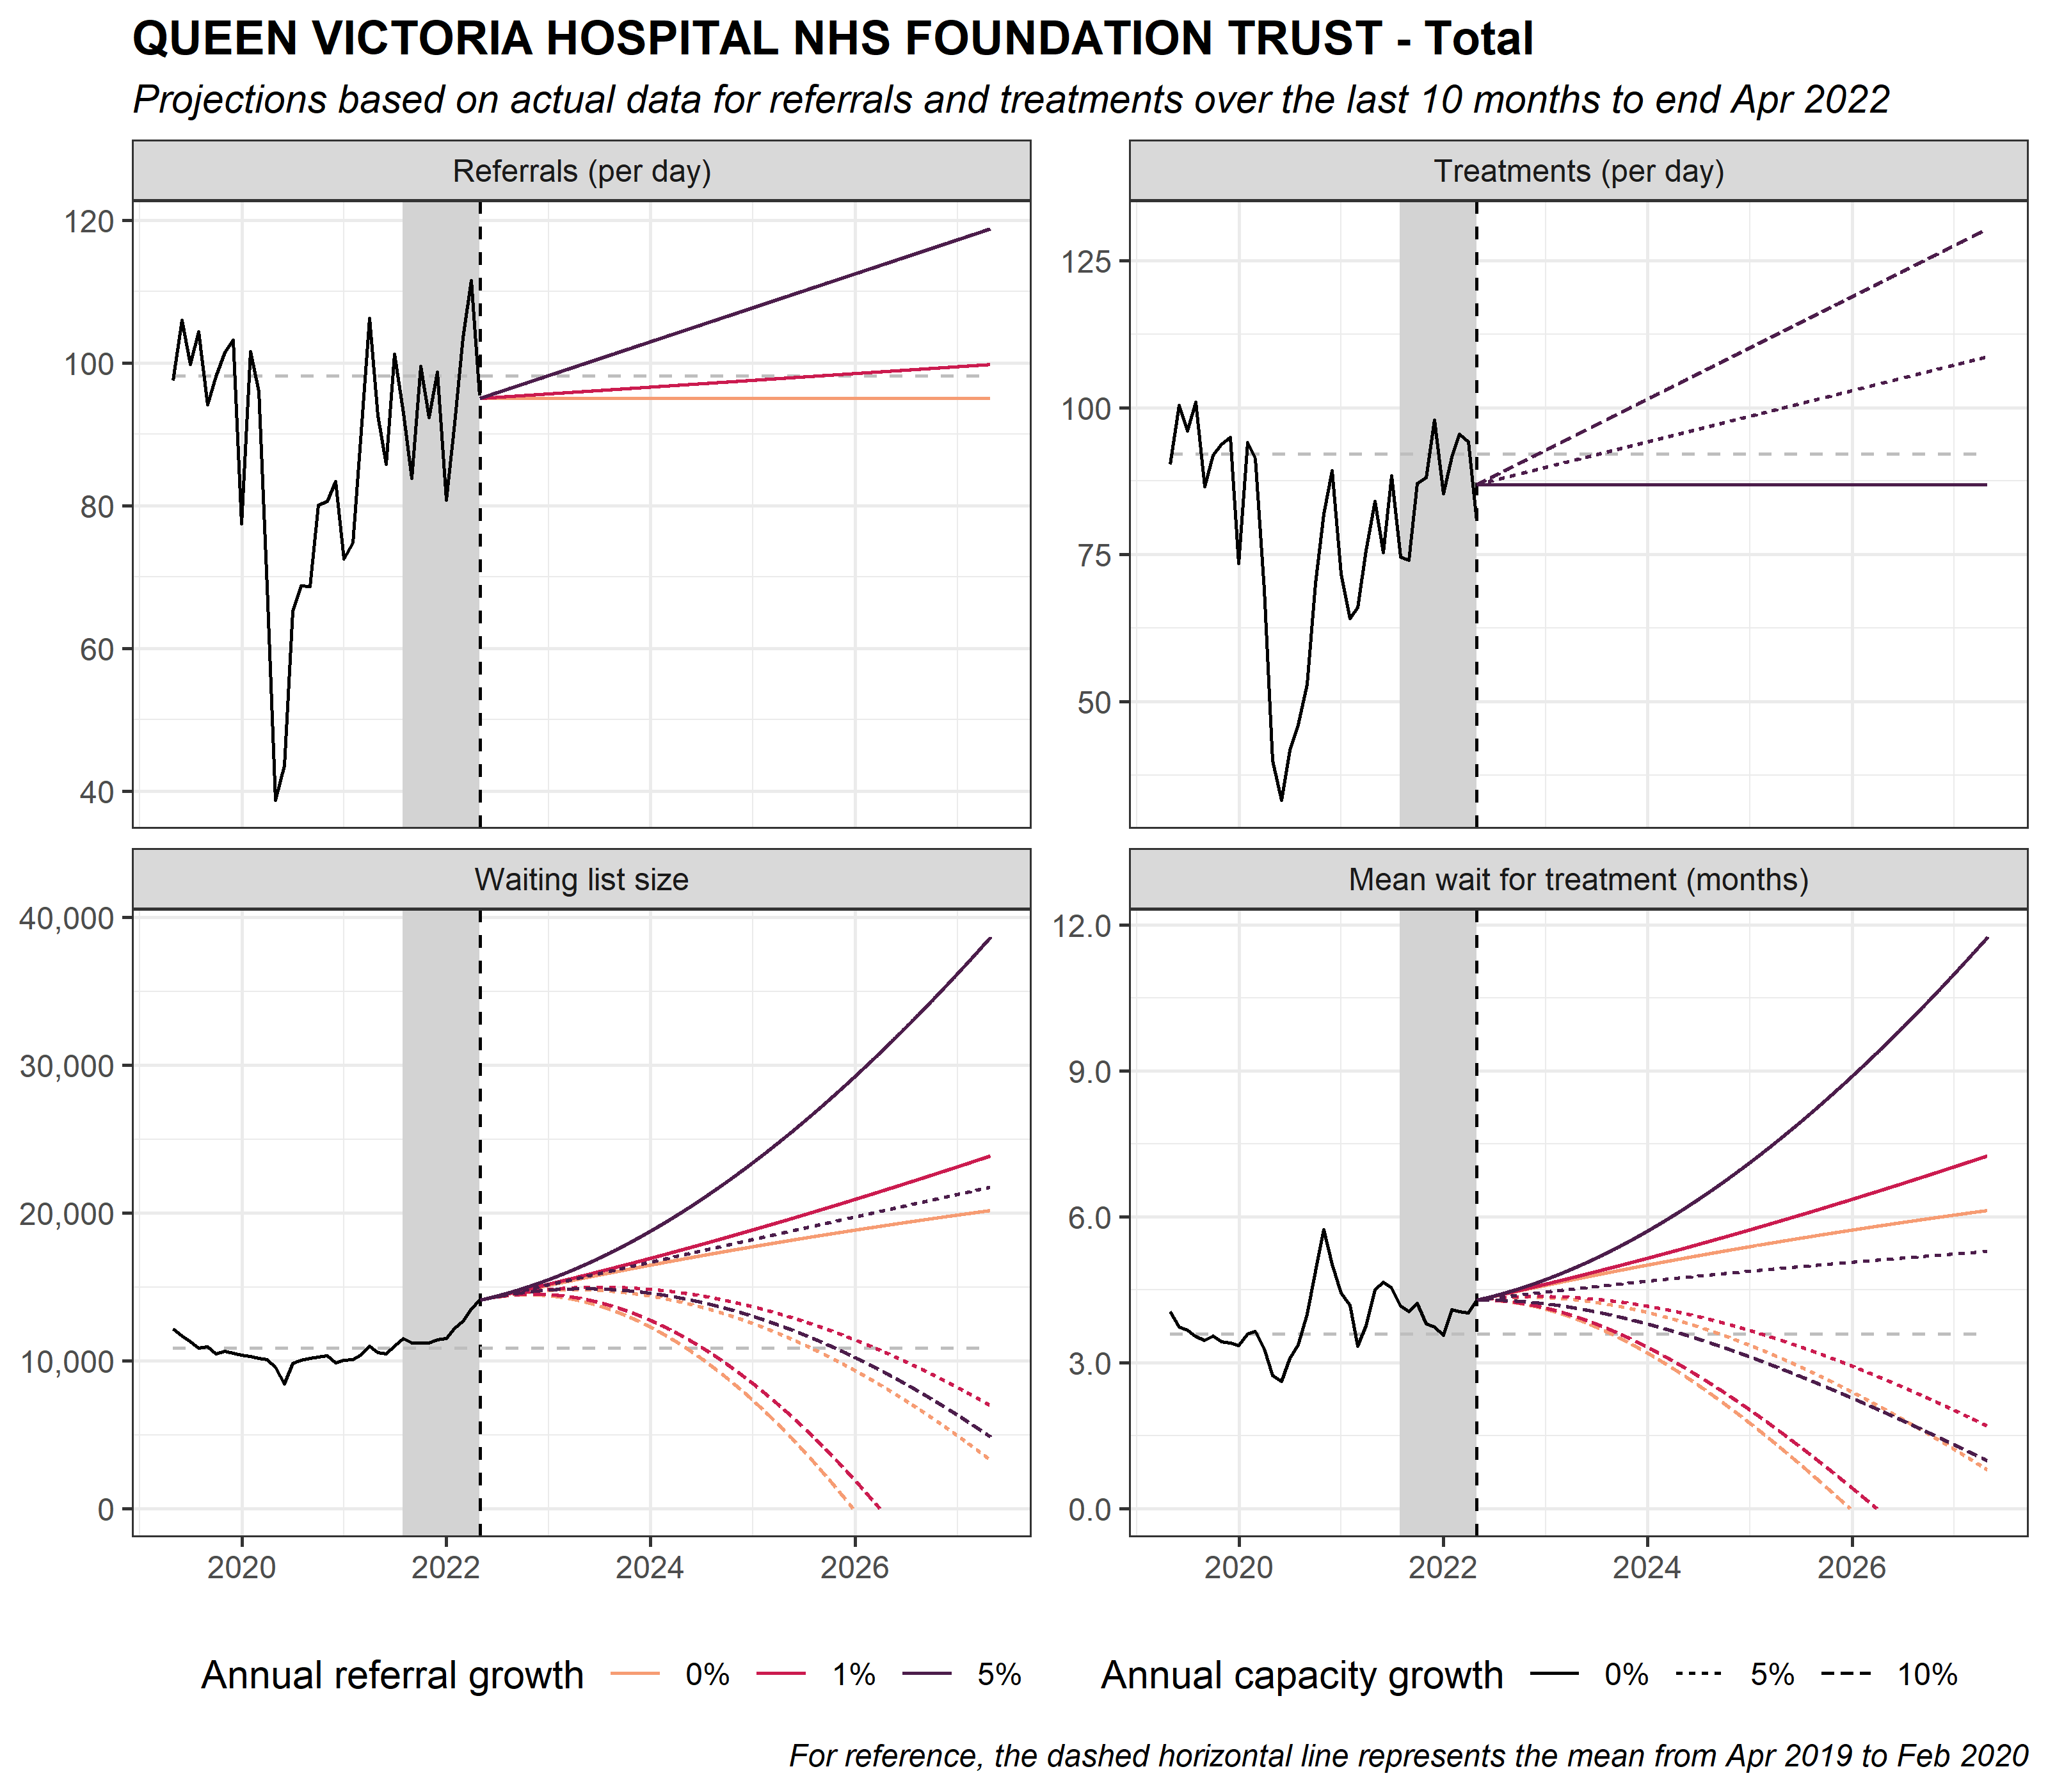 QUEEN VICTORIA HOSPITAL NHS FOUNDATION TRUST - Total
Projections based on actual data for referrals and treatments over the last 10 months to end Apr 2022
Referrals (per day)
120
100
80
60
40
Treatments (per day)
125
100
75
50
Waiting list size
40,000
30,000
20,000
10,000
0
2020 2022 2024 2026
Mean wait for treatment (months)
12.0
9.0
6.0
3.0
0.0
2020 2022 2024 2026
Annual referral growth 0% 1% 5%
Annual capacity growth 0% 5% 10%
For reference, the dashed horizontal line represents the mean from Apr 2019 to Feb 2020